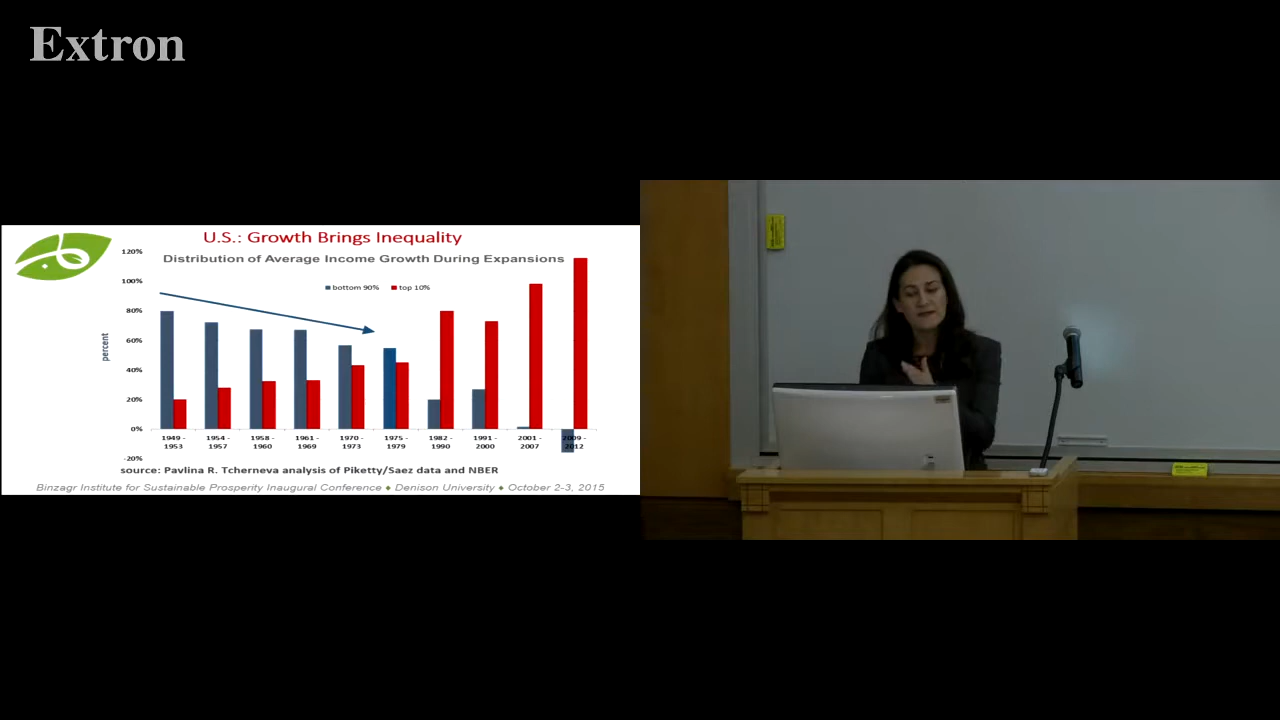 Extron
U.S.: Growth Brings Inequality
Distribution of Average Income Growth During Expansions
bottom 90% top 10%
percent
120%
100%
80%
60%
40%
20%
0%
-20%
1949 - 1954 - 1958 - 1961 - 1970 - 1975 - 1982 - 1991 - 2001 - 2009 -
1953 1957 1960 1969 1973 1979 1990 2000 2007 2012
source: Pavlina R. Tcherneva analysis of Piketty/Saez data and NBER
Binzagr Institute for Sustainable Prosperity Inaugural Conference ♦ Denison University ● October 2-3, 2015